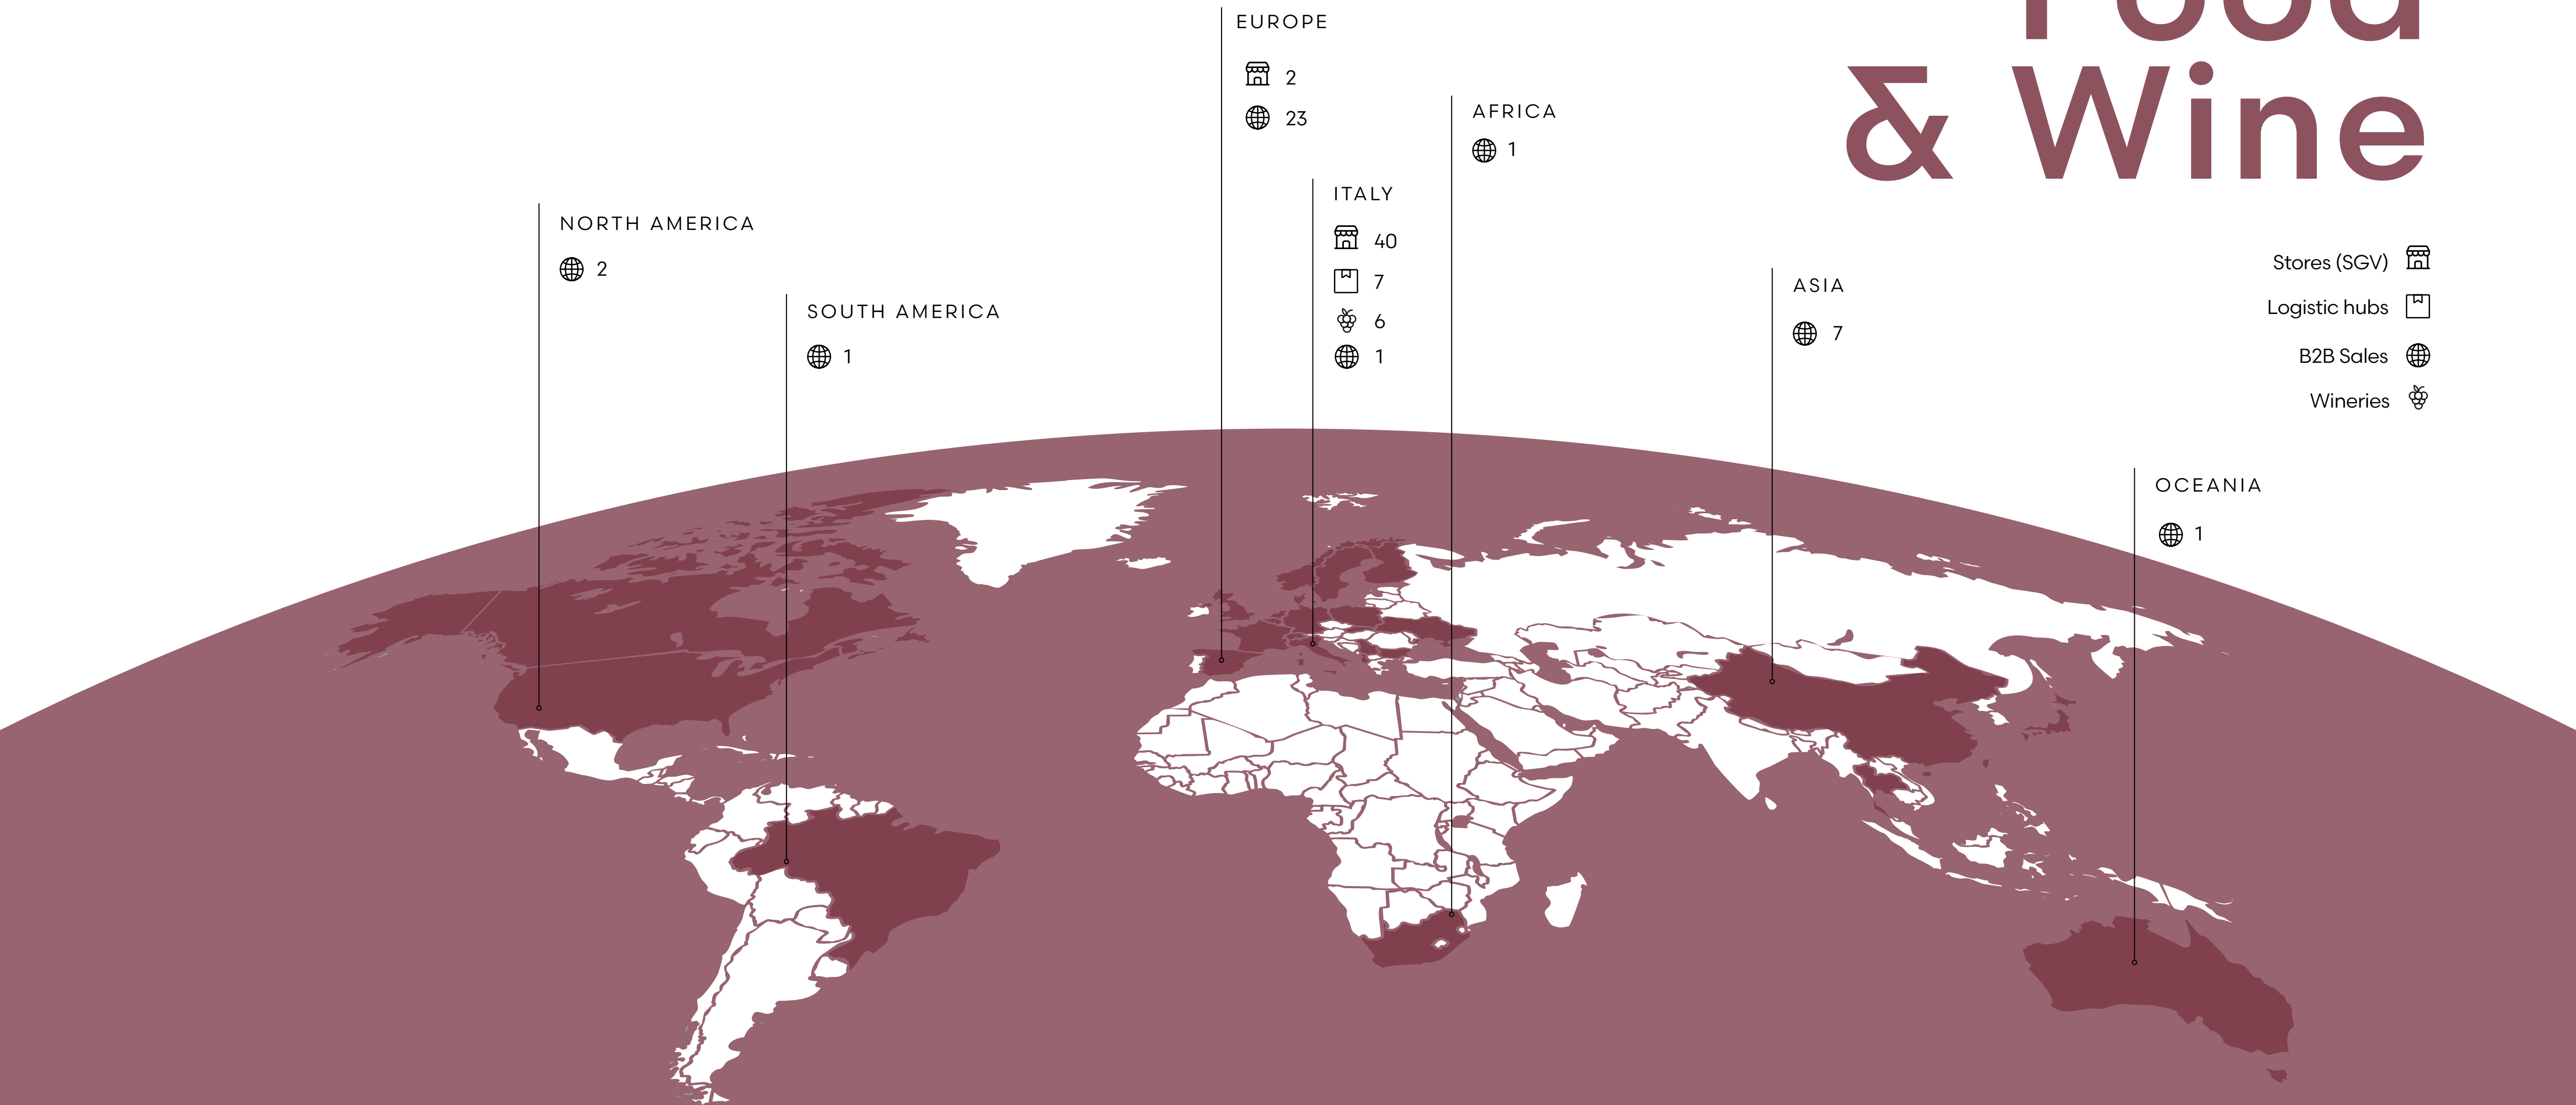 Food
& Wine
EUROPE
2
23
AFRICA
1
ITALY
40
7
6
1
NORTH AMERICA
2
SOUTH AMERICA
1
ASIA
7
Stores (SGV)
Logistic hubs
B2B Sales
Wineries
OCEANIA
1